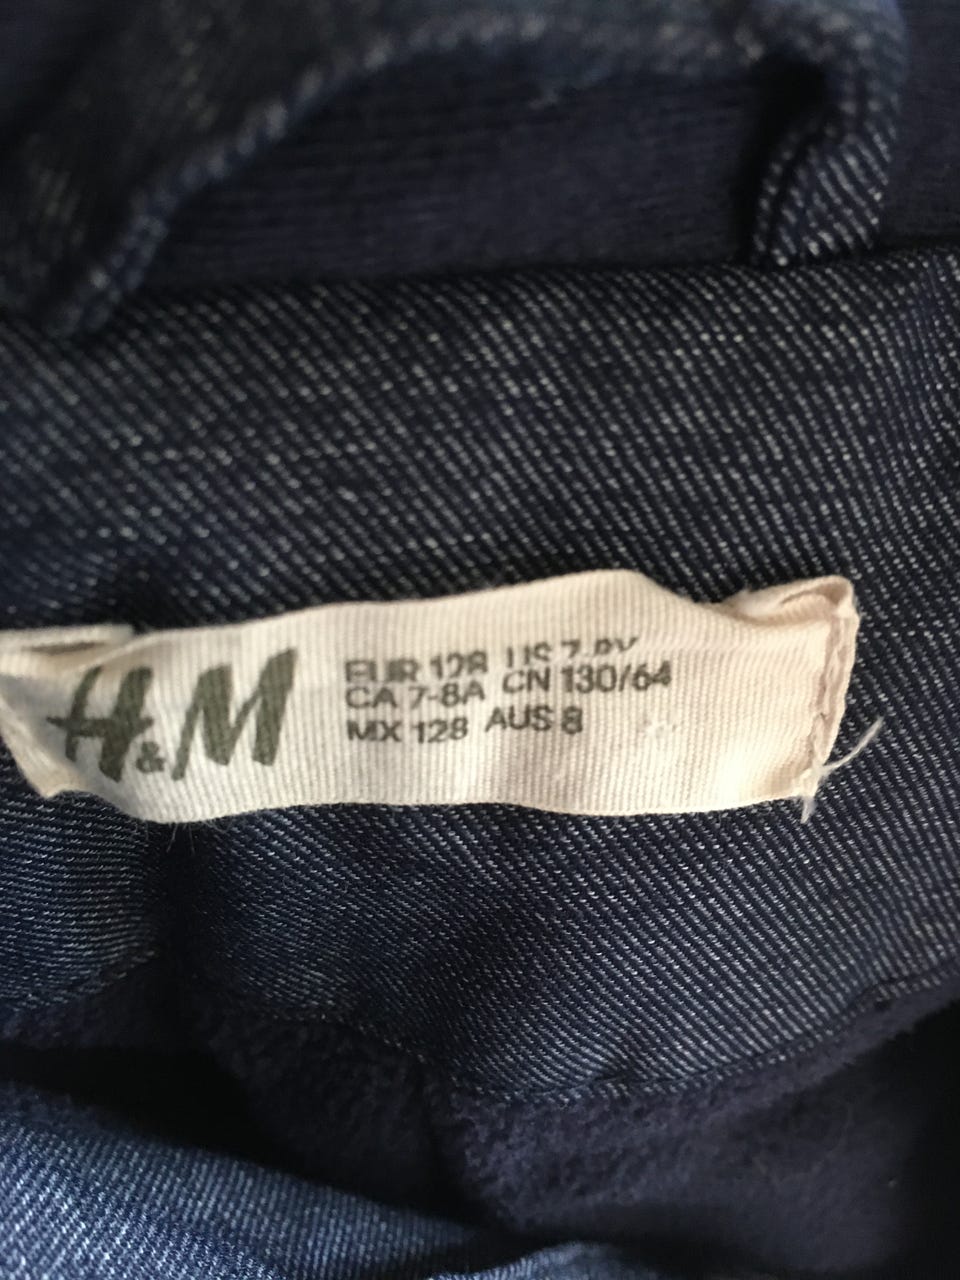 H&M
EUR 128 US 7-8Y
CA 7-8A CN 130/64
MX 128 AUS 8